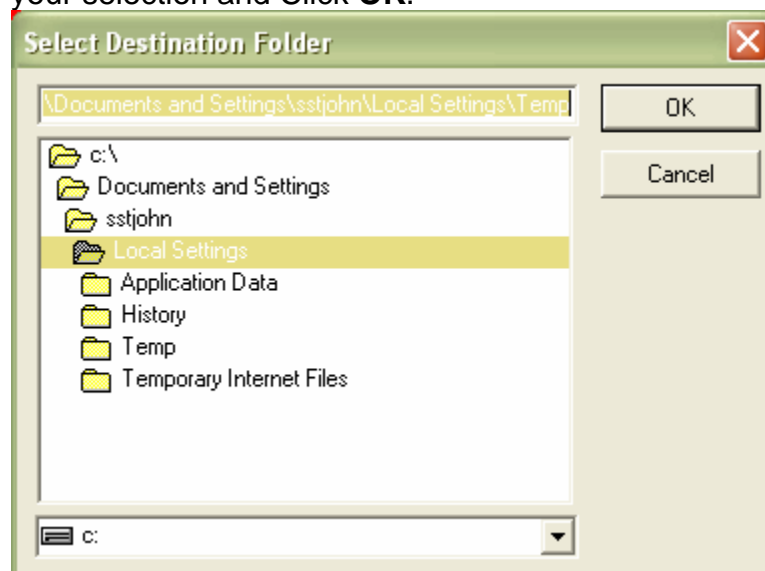 your selection and Click OK.
Select Destination Folder
\Documents and Settings\sstjohn\Local Settings\Temp
OK
c:\
Cancel
Documents and Settings
sstjohn
Local Settings
Application Data
History
Temp
Temporary Internet Files
c: